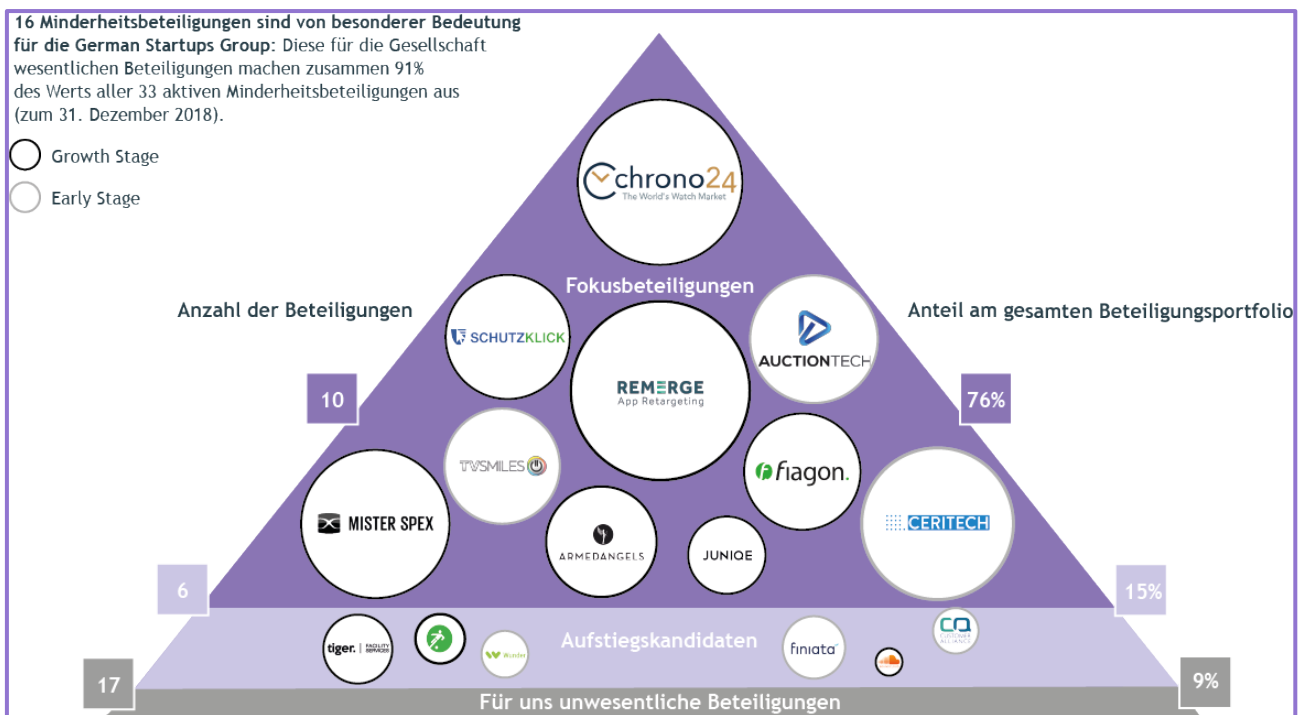 16 Minderheitsbeteiligungen sind von besonderer Bedeutung
für die German Startups Group: Diese für die Gesellschaft
wesentlichen Beteiligungen machen zusammen 91%
des Werts aller 33 aktiven Minderheitsbeteiligungen aus
(zum 31. Dezember 2018).
Growth Stage
Early Stage
chrono24
The World's Watch Market
Fokusbeteiligungen
Anzahl der Beteiligungen
Anteil am gesamten Beteiligungsportfolio
SCHUTZKLICK
AUCTIONTECH
REMERGE
App Retargeting
10
76%
TVSMILES
fiagon.
MISTER SPEX
ARMEDANGELS
JUNIQE
CERITECH
6
15%
tiger. | FACILITY SERVICES
Wunder
Aufstiegskandidaten
finiata
CUSTOMER
ALLIANCE
17
9%
Für uns unwesentliche Beteiligungen